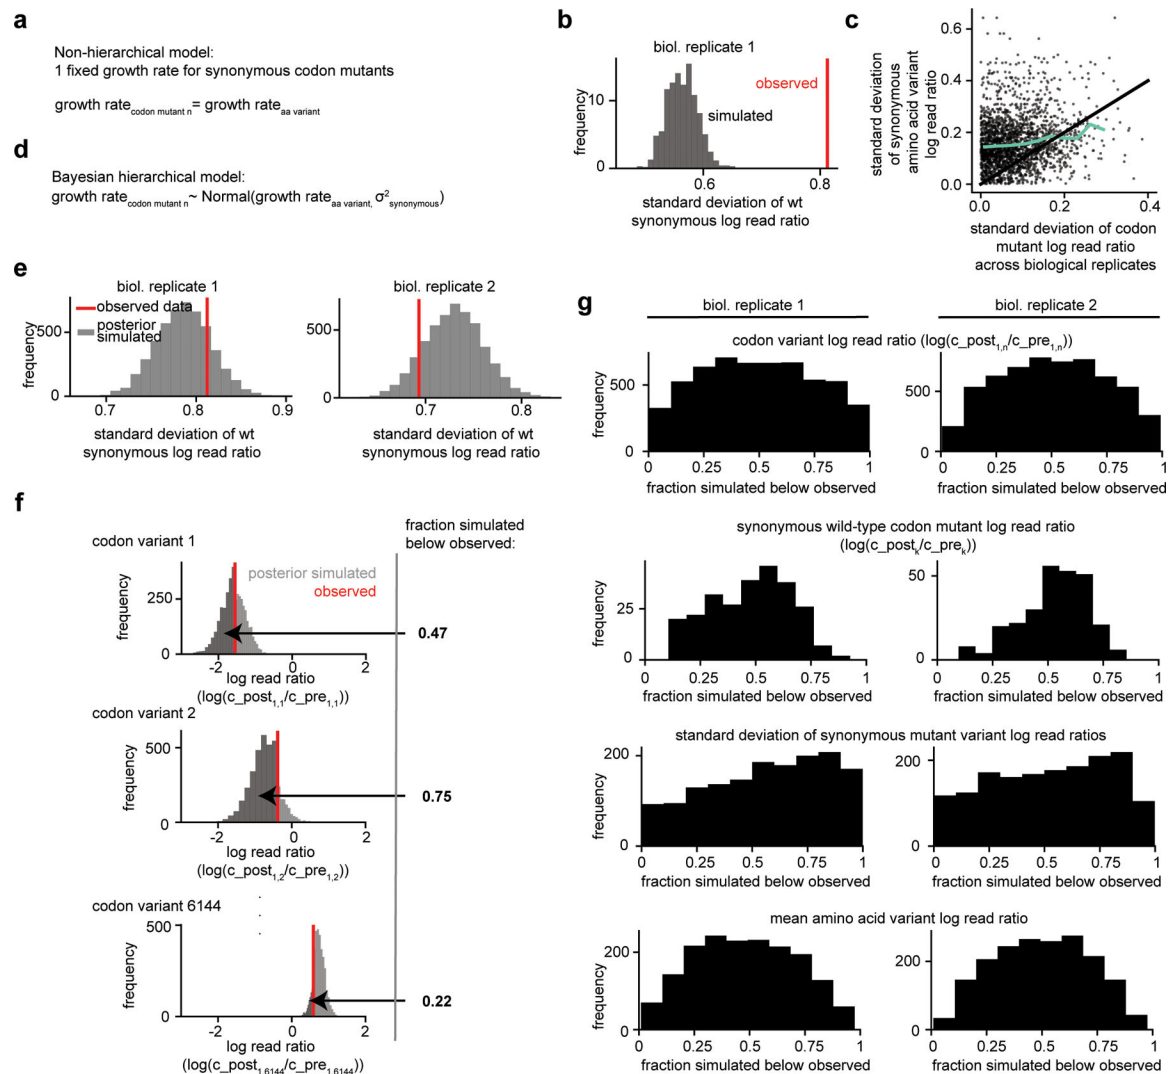 a
Non-hierarchical model:
1 fixed growth rate for synonymous codon mutants
growth rate codon mutant n = growth rate aa variant
d
Bayesian hierarchical model:
growth rate codon mutant n ~ Normal(growth rate aa variant, σ² synonymous)
b
biol. replicate 1
observed
simulated
frequency
10
0
0.6
0.8
standard deviation of wt
synonymous log read ratio
c
standard deviation
of synonymous
amino acid variant
log read ratio
0.6
0.4
0.2
0.0
0.0
0.2
0.4
standard deviation of codon
mutant log read ratio
across biological replicates
e
biol. replicate 1
observed data
posterior
simulated
frequency
500
0
0.7
0.8
0.9
standard deviation of wt
synonymous log read ratio
biol. replicate 2
500
0
0.7
0.8
standard deviation of wt
synonymous log read ratio
f
fraction simulated
below observed:
codon variant 1
posterior simulated
observed
frequency
250
0
-2
0
2
log read ratio
(log(c_post1,1/c_pre1,1))
0.47
codon variant 2
frequency
500
0
-2
0
2
log read ratio
(log(c_post1,2/c_pre1,2))
0.75
.
.
.
codon variant 6144
frequency
500
0
-2
0
2
log read ratio
(log(c_post1,6144/c_pre1,6144))
0.22
g
biol. replicate 1
biol. replicate 2
codon variant log read ratio (log(c_post1,n/c_pre1,n))
frequency
500
0
0 0.25 0.5 0.75 1
fraction simulated below observed
500
0
0 0.25 0.5 0.75 1
fraction simulated below observed
synonymous wild-type codon mutant log read ratio
(log(c_postk/c_prek))
frequency
25
0
0 0.25 0.5 0.75 1
fraction simulated below observed
50
0
0 0.25 0.5 0.75 1
fraction simulated below observed
standard deviation of synonymous mutant variant log read ratios
frequency
200
0
0 0.25 0.5 0.75 1
fraction simulated below observed
200
0
0 0.25 0.5 0.75 1
fraction simulated below observed
mean amino acid variant log read ratio
frequency
200
0
0 0.25 0.5 0.75 1
fraction simulated below observed
200
0
0 0.25 0.5 0.75 1
fraction simulated below observed